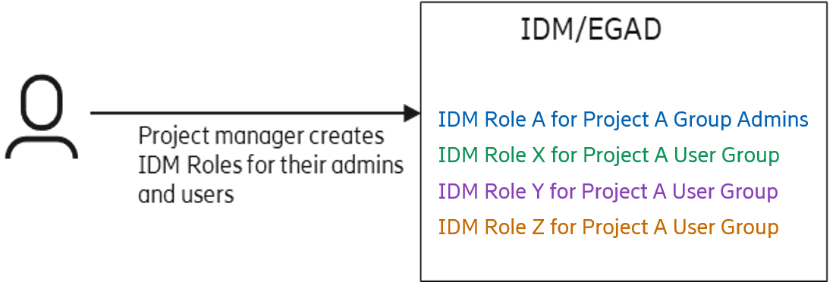 IDM/EGAD
Project manager creates
IDM Roles for their admins
and users
IDM Role A for Project A Group Admins
IDM Role X for Project A User Group
IDM Role Y for Project A User Group
IDM Role Z for Project A User Group